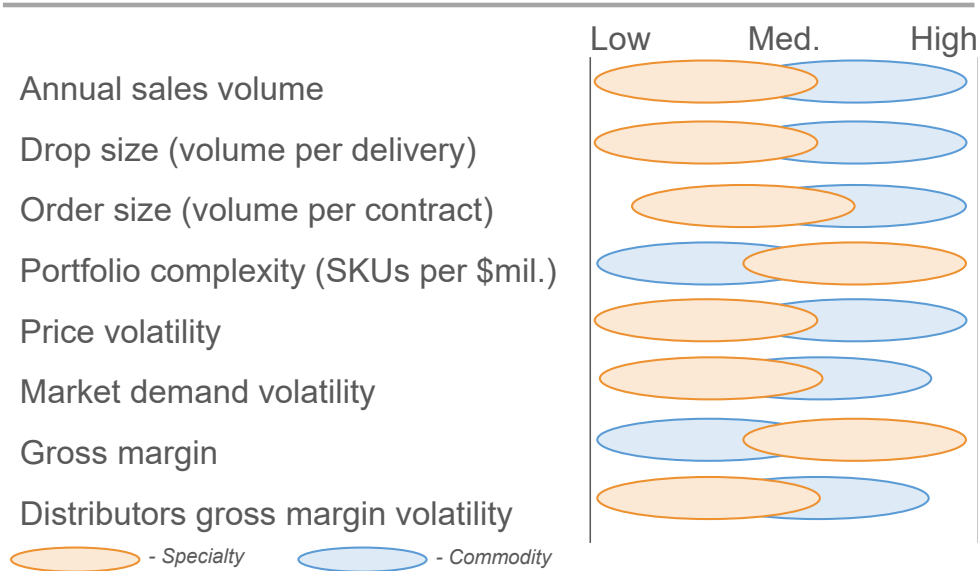 Low Med. High
Annual sales volume
Drop size (volume per delivery)
Order size (volume per contract)
Portfolio complexity (SKUs per $mil.)
Price volatility
Market demand volatility
Gross margin
Distributors gross margin volatility
- Specialty - Commodity